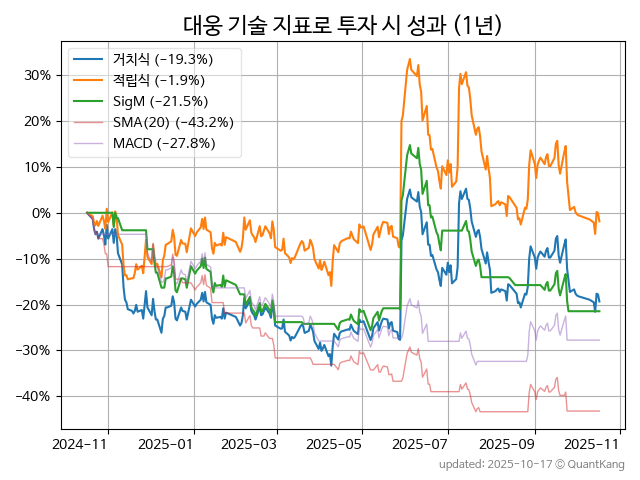 대웅 기술 지표로 투자 시 성과 (1년)
거치식 (−19.3%)
적립식 (−1.9%)
SigM (−21.5%)
SMA(20) (−43.2%)
MACD (−27.8%)
30%
20%
10%
0%
−10%
−20%
−30%
−40%
2024-11 2025-01 2025-03 2025-05 2025-07 2025-09 2025-11
updated: 2025-10-17 © QuantKang